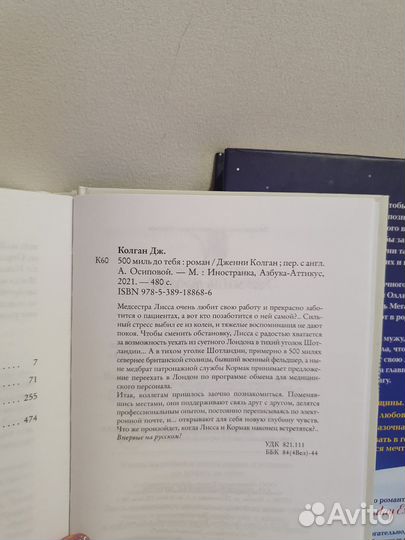 Колган Дж.
К60 500 миль до тебя : роман / Дженни Колган ; пер. с англ.
А. Осиповой. — М. : Иностранка, Азбука-Аттикус,
2021. — 480 с.
ISBN 978-5-389-18868-6
Медсестра Лисса очень любит свою работу и прекрасно забо-
тится о пациентах, а вот кто позаботится о ней самой?.. Силь-
ный стресс выбил ее из колеи, и тяжелые воспоминания не дают
покоя. Чтобы сменить обстановку, Лисса с радостью хватается
за возможность уехать из суетного Лондона в тихий уголок Шот-
ландии... А в тихом уголке Шотландии, примерно в 500 милях
севернее британской столицы, бывший военный фельдшер, а ны-
не медбрат патронажной службы Кормак принимает предложение
переехать в Лондон по программе обмена для медицин-
ского персонала.
Итак, коллегам пришлось заочно познакомиться. Поменяв-
шись местами, они поддерживают связь друг с другом, делятся
профессиональным опытом, постоянно переписываясь по элек-
тронной почте, и... открывают для себя новую глубину чувств.
Что же произойдет, когда Лисса и Кормак наконец встретятся?..
Впервые на русском!
УДК 821.111
ББК 84(4Вел)-44
7
71
255
474
Avito